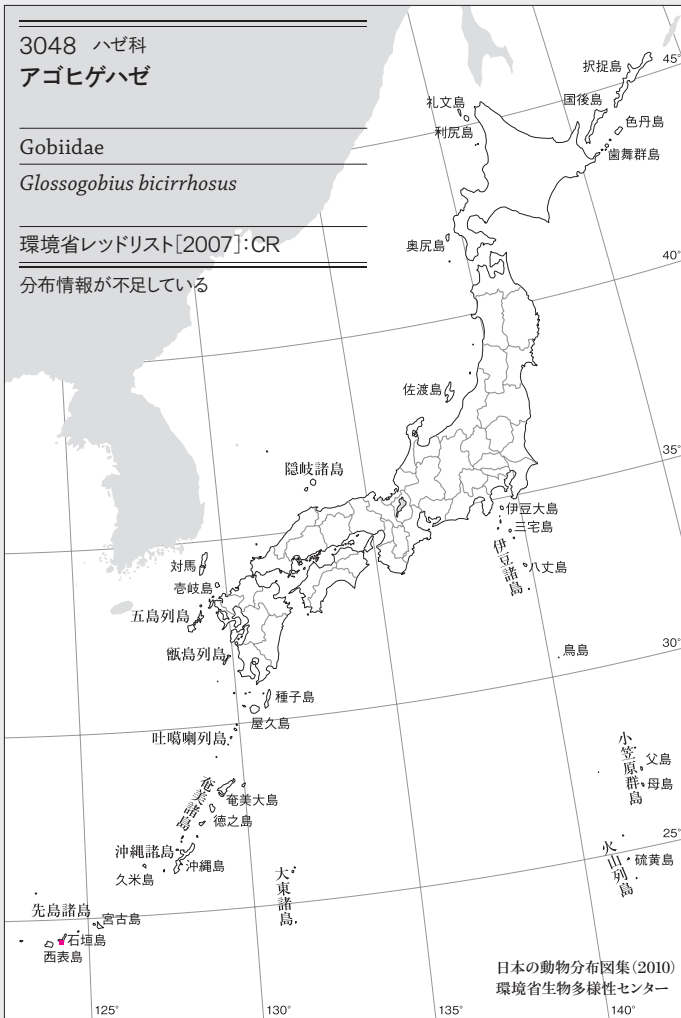 3048 ハゼ科
アゴヒゲハゼ
Gobiidae
Glossogobius bicirrhosus
環境省レッドリスト[2007]:CR
分布情報が不足している
45°
択捉島
国後島
礼文島
色丹島
利尻島
歯舞群島
奥尻島
40°
佐渡島
35°
隠岐諸島
伊豆大島
三宅島
伊豆諸島
八丈島
対馬
壱岐島
五島列島
甑島列島
30°
鳥島
種子島
屋久島
吐噶喇列島
小笠原群島
父島
母島
奄美諸島
奄美大島
徳之島
25°
沖縄諸島
沖縄島
久米島
火山列島
硫黄島
大東諸島
先島諸島
宮古島
石垣島
西表島
日本の動物分布図集(2010)
環境省生物多様性センター
125°
130°
135°
140°